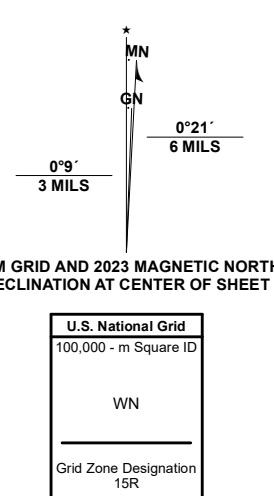 ★
MN
GN
0°21´
6 MILS
0°9´
3 MILS
M GRID AND 2023 MAGNETIC NORTH
ECLINATION AT CENTER OF SHEET
U.S. National Grid
100,000 - m Square ID
WN
Grid Zone Designation
15R